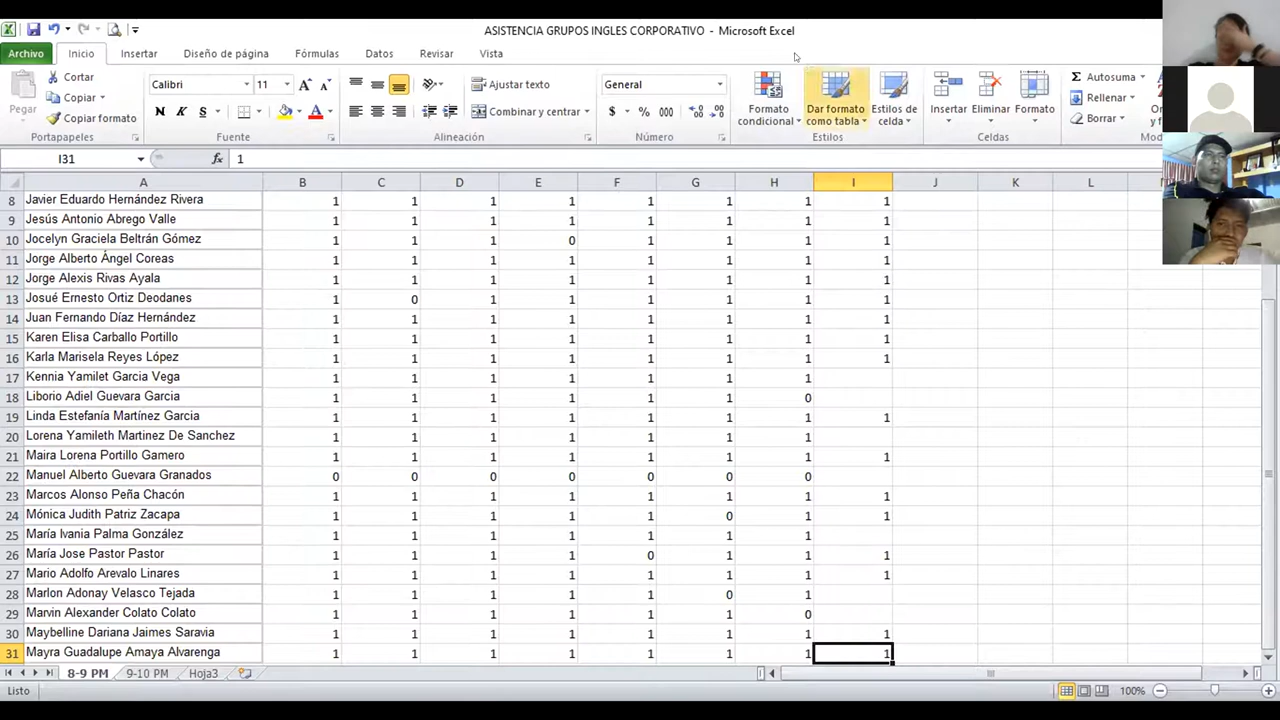 ASISTENCIA GRUPOS INGLES CORPORATIVO - Microsoft Excel
Archivo Inicio Insertar Diseño de página Fórmulas Datos Revisar Vista
Pegar
Cortar
Copiar
Copiar formato
Portapapeles
Calibri 11
N K S
Fuente
Ajustar texto
Combinar y centrar
Alineación
General
$ % 000
Número
Formato condicional
Dar formato como tabla
Estilos de celda
Estilos
Insertar Eliminar Formato
Celdas
Autosuma
Rellenar
Borrar
I31 fx 1
A B C D E F G H I J K L
8 Javier Eduardo Hernández Rivera 1 1 1 1 1 1 1 1
9 Jesús Antonio Abrego Valle 1 1 1 1 1 1 1 1
10 Jocelyn Graciela Beltrán Gómez 1 1 1 0 1 1 1 1
11 Jorge Alberto Ángel Coreas 1 1 1 1 1 1 1 1
12 Jorge Alexis Rivas Ayala 1 1 1 1 1 1 1 1
13 Josué Ernesto Ortiz Deodanes 1 0 1 1 1 1 1 1
14 Juan Fernando Díaz Hernández 1 1 1 1 1 1 1 1
15 Karen Elisa Carballo Portillo 1 1 1 1 1 1 1 1
16 Karla Marisela Reyes López 1 1 1 1 1 1 1 1
17 Kennia Yamilet Garcia Vega 1 1 1 1 1 1 1
18 Liborio Adiel Guevara Garcia 1 1 1 1 1 1 0
19 Linda Estefanía Martínez Garcia 1 1 1 1 1 1 1 1
20 Lorena Yamileth Martinez De Sanchez 1 1 1 1 1 1 1
21 Maira Lorena Portillo Gamero 1 1 1 1 1 1 1 1
22 Manuel Alberto Guevara Granados 0 0 0 0 0 0 0
23 Marcos Alonso Peña Chacón 1 1 1 1 1 1 1 1
24 Mónica Judith Patriz Zacapa 1 1 1 1 1 0 1 1
25 María Ivania Palma González 1 1 1 1 1 1 1
26 María Jose Pastor Pastor 1 1 1 1 0 1 1 1
27 Mario Adolfo Arevalo Linares 1 1 1 1 1 1 1 1
28 Marlon Adonay Velasco Tejada 1 1 1 1 1 0 1
29 Marvin Alexander Colato Colato 1 1 1 1 1 1 0
30 Maybelline Dariana Jaimes Saravia 1 1 1 1 1 1 1 1
31 Mayra Guadalupe Amaya Alvarenga 1 1 1 1 1 1 1 1
8-9 PM 9-10 PM Hoja3
Listo 100%